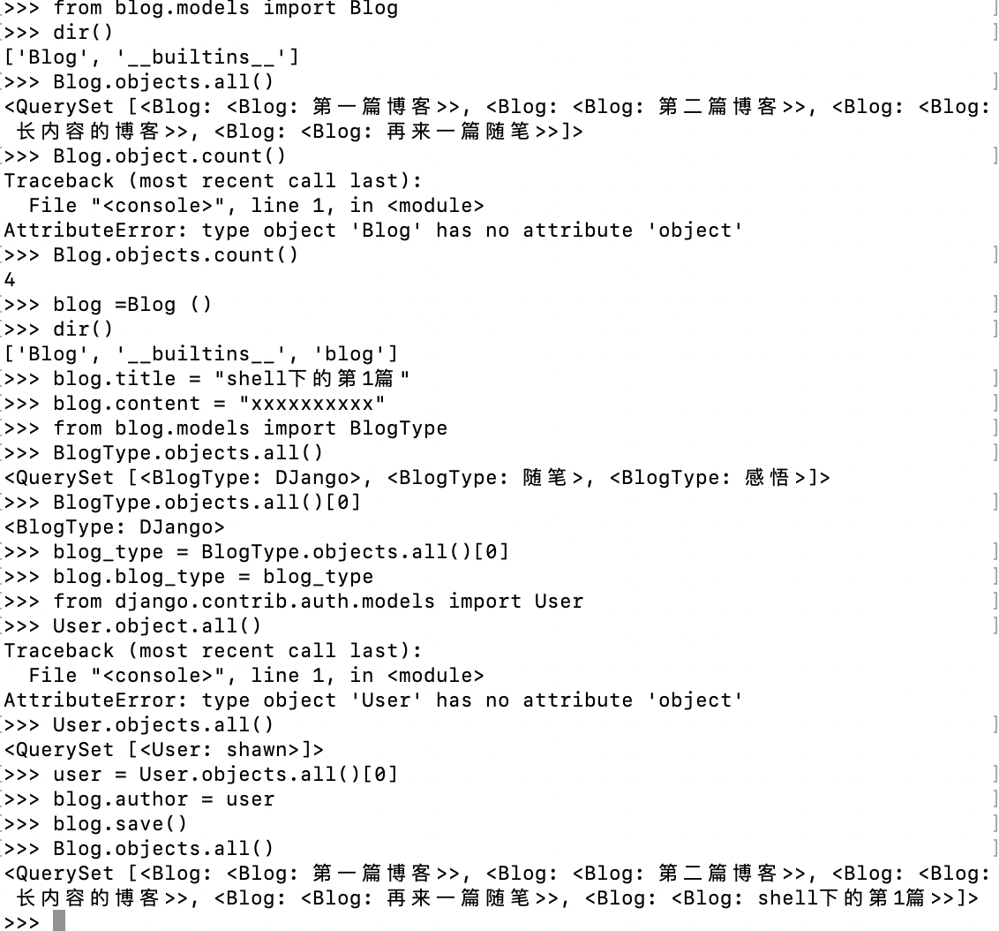 >>> from blog.models import Blog
>>> dir()
['Blog', '__builtins__']
>>> Blog.objects.all()
<QuerySet [<Blog: <Blog: 第一篇博客>>, <Blog: <Blog: 第二篇博客>>, <Blog: <Blog:
长内容的博客>>, <Blog: <Blog: 再来一篇随笔>>]>
>>> Blog.object.count()
Traceback (most recent call last):
  File "<console>", line 1, in <module>
AttributeError: type object 'Blog' has no attribute 'object'
>>> Blog.objects.count()
4
>>> blog =Blog ()
>>> dir()
['Blog', '__builtins__', 'blog']
>>> blog.title = "shell下的第1篇"
>>> blog.content = "xxxxxxxxxx"
>>> from blog.models import BlogType
>>> BlogType.objects.all()
<QuerySet [<BlogType: DJango>, <BlogType: 随笔>, <BlogType: 感悟>]>
>>> BlogType.objects.all()[0]
<BlogType: DJango>
>>> blog_type = BlogType.objects.all()[0]
>>> blog.blog_type = blog_type
>>> from django.contrib.auth.models import User
>>> User.object.all()
Traceback (most recent call last):
  File "<console>", line 1, in <module>
AttributeError: type object 'User' has no attribute 'object'
>>> User.objects.all()
<QuerySet [<User: shawn>]>
>>> user = User.objects.all()[0]
>>> blog.author = user
>>> blog.save()
>>> Blog.objects.all()
<QuerySet [<Blog: <Blog: 第一篇博客>>, <Blog: <Blog: 第二篇博客>>, <Blog: <Blog:
长内容的博客>>, <Blog: <Blog: 再来一篇随笔>>, <Blog: <Blog: shell下的第1篇>>]>
>>>